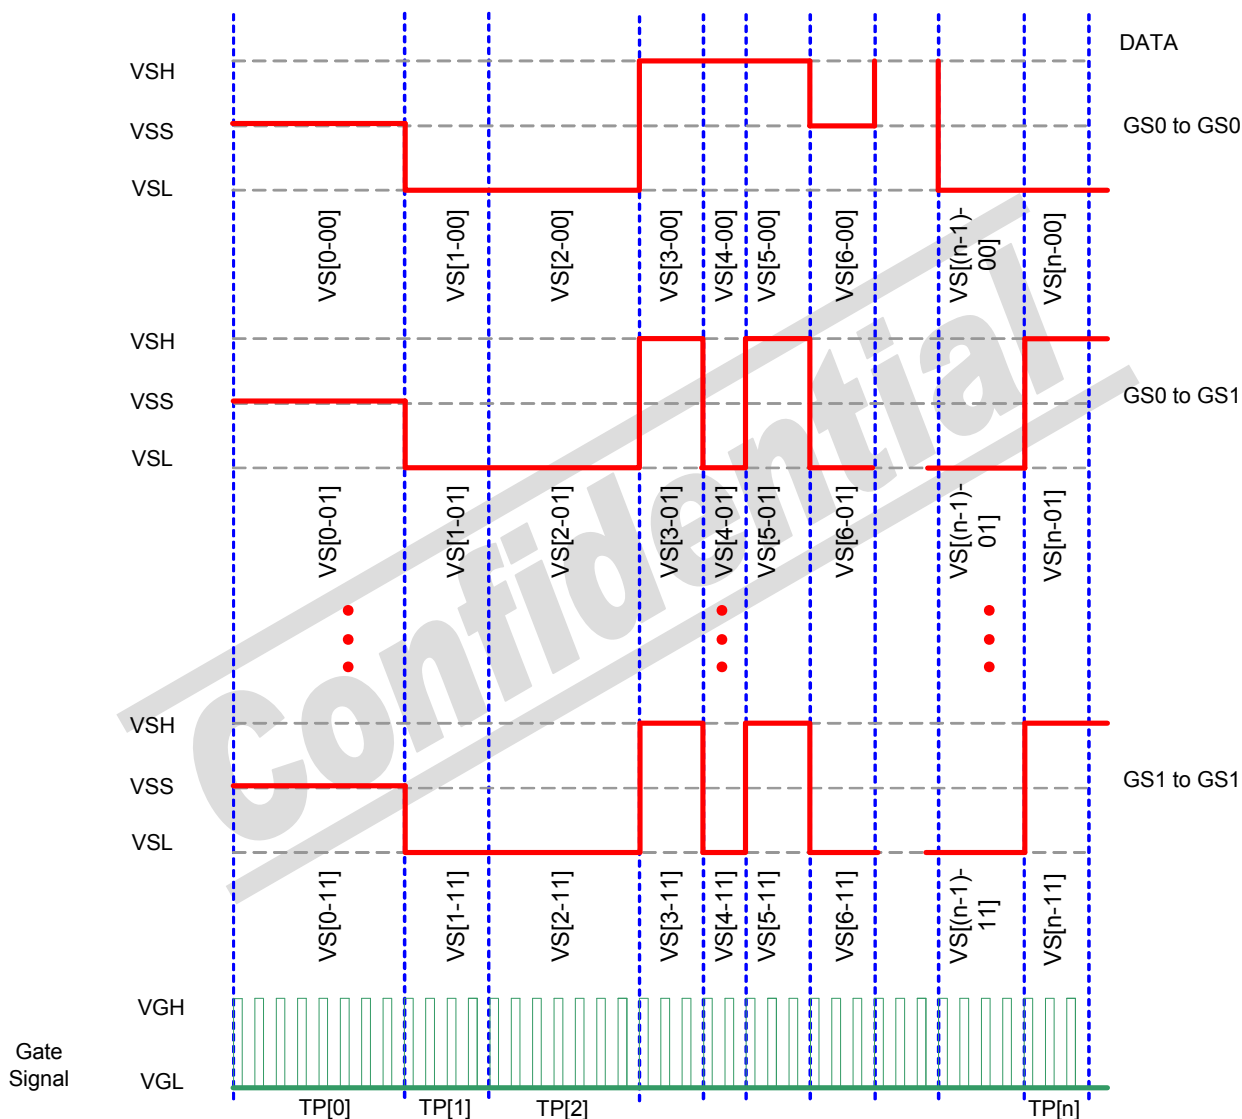 DATA
VSH
VSS
GS0 to GS0
VSL
VS[0-00]
VS[1-00]
VS[2-00]
VS[3-00]
VS[4-00]
VS[5-00]
VS[6-00]
VS[(n-1)-
00]
VS[n-00]
VSH
VSS
GS0 to GS1
VSL
VS[0-01]
VS[1-01]
VS[2-01]
VS[3-01]
VS[4-01]
VS[5-01]
VS[6-01]
VS[(n-1)-
01]
VS[n-01]
Confidential
VSH
VSS
GS1 to GS1
VSL
VS[0-11]
VS[1-11]
VS[2-11]
VS[3-11]
VS[4-11]
VS[5-11]
VS[6-11]
VS[(n-1)-
11]
VS[n-11]
VGH
Gate
Signal
VGL
TP[0]
TP[1]
TP[2]
TP[n]